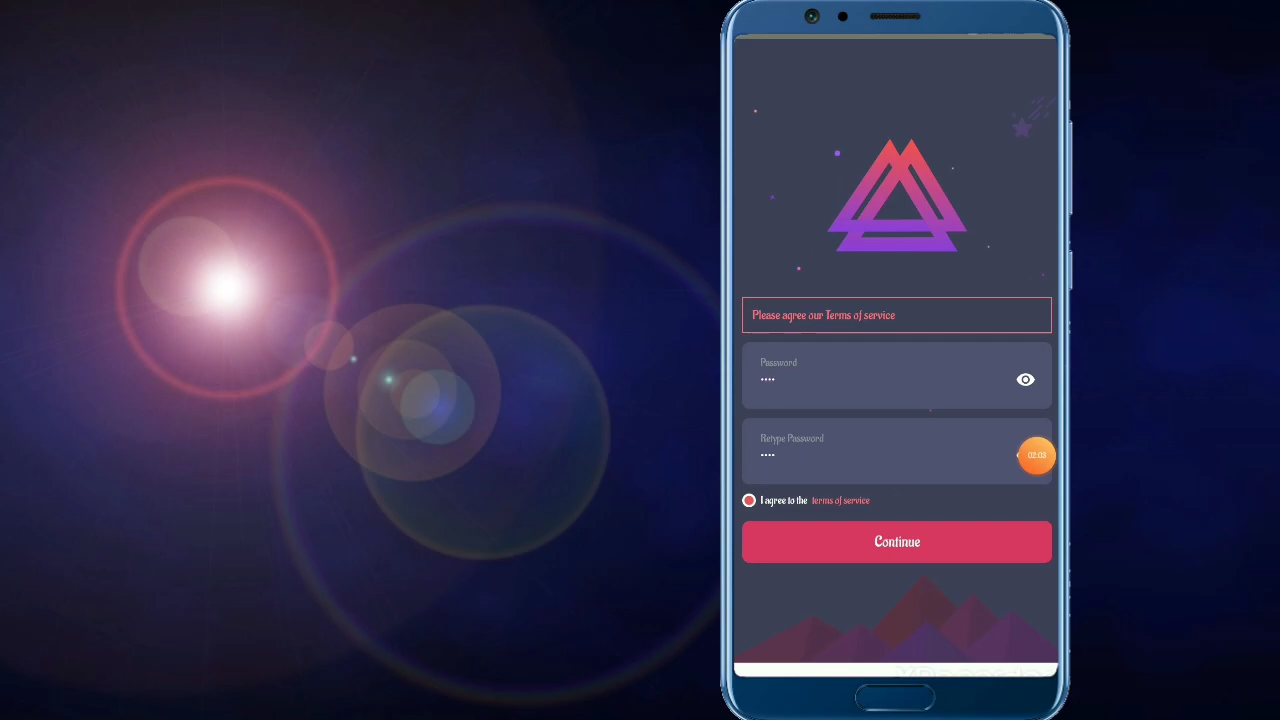 Please agree our Terms of service
Password
••••
Retype Password
••••
02:03
I agree to the terms of service
Continue